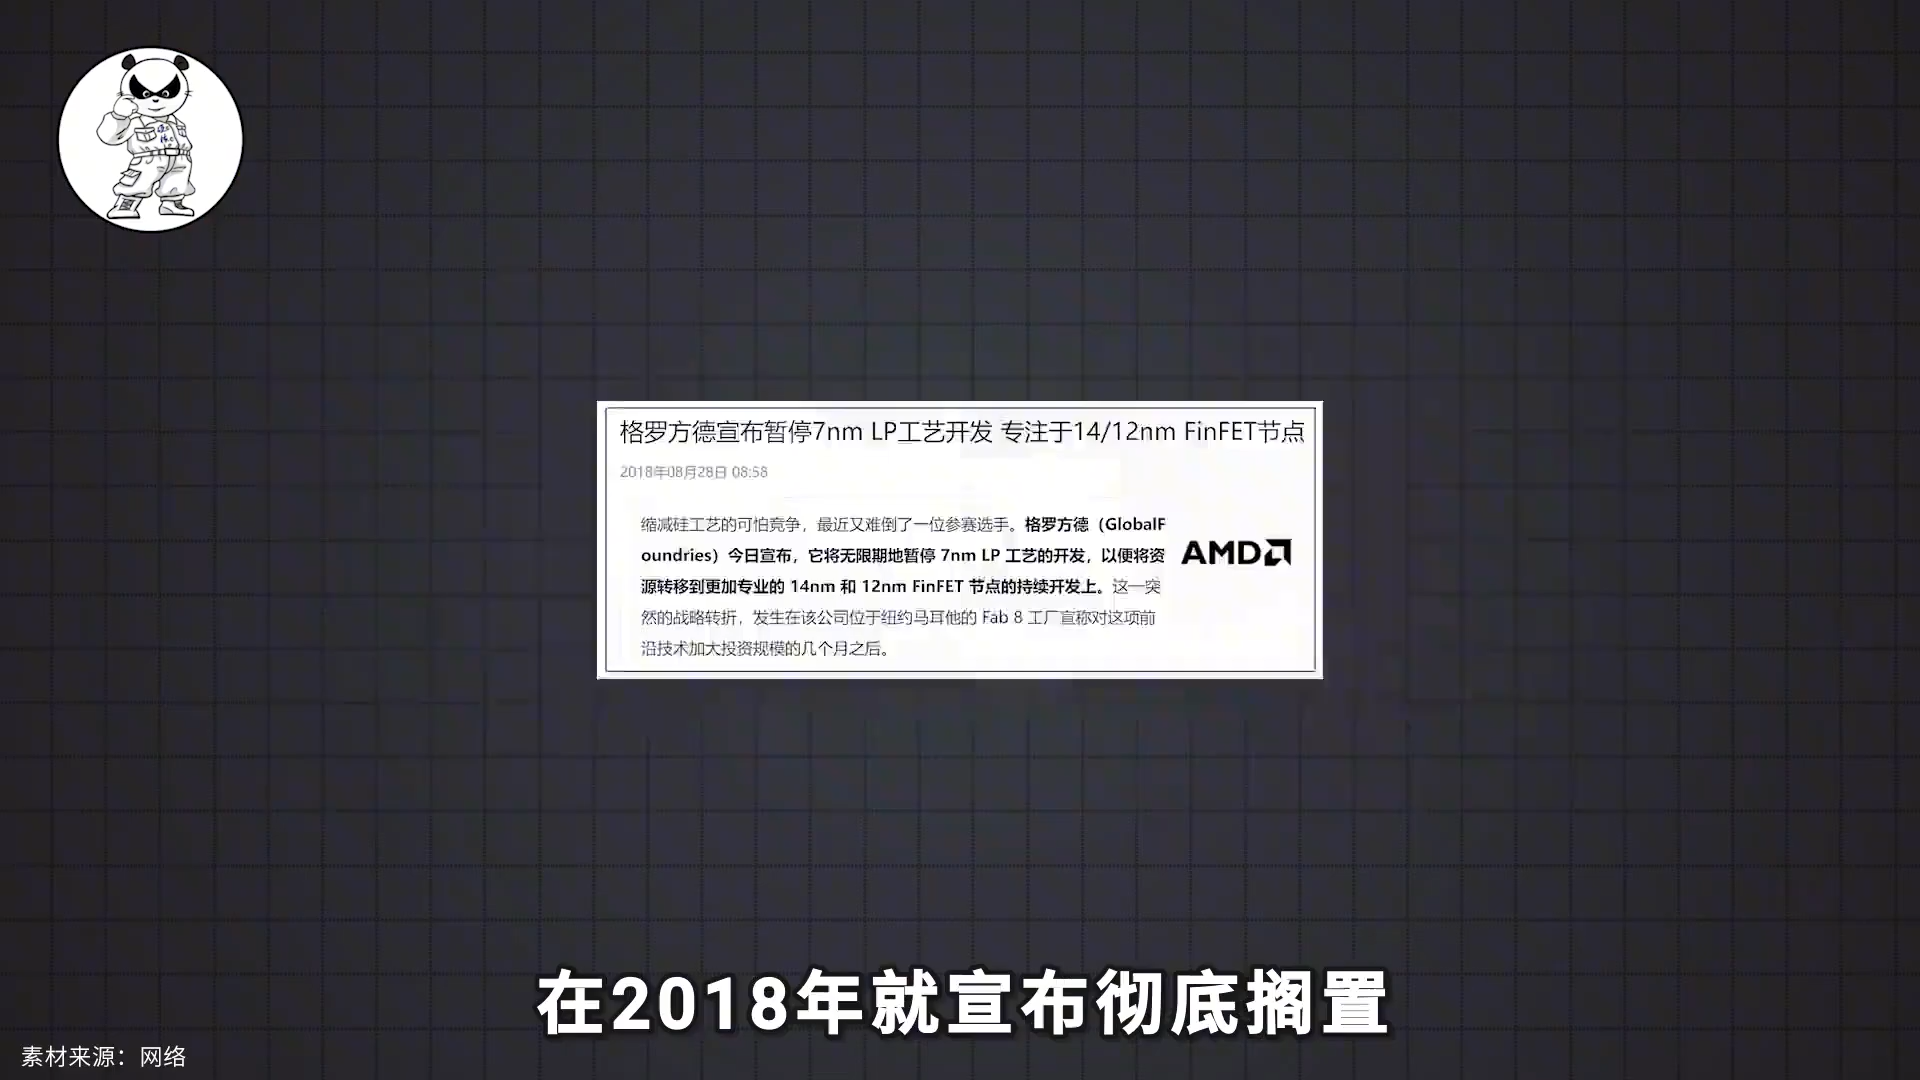 格罗方德宣布暂停7nm LP工艺开发 专注于14/12nm FinFET节点
2018年08月28日 08:58
缩减硅工艺的可怕竞争，最近又难倒了一位参赛选手。格罗方德（GlobalF
oundries）今日宣布，它将无限期地暂停 7nm LP 工艺的开发，以便将资
源转移到更加专业的 14nm 和 12nm FinFET 节点的持续开发上。这一突
然的战略转折，发生在该公司位于纽约马耳他的 Fab 8 工厂宣称对这项前
沿技术加大投资规模的几个月之后。
AMD
在2018年就宣布彻底搁置
素材来源：网络